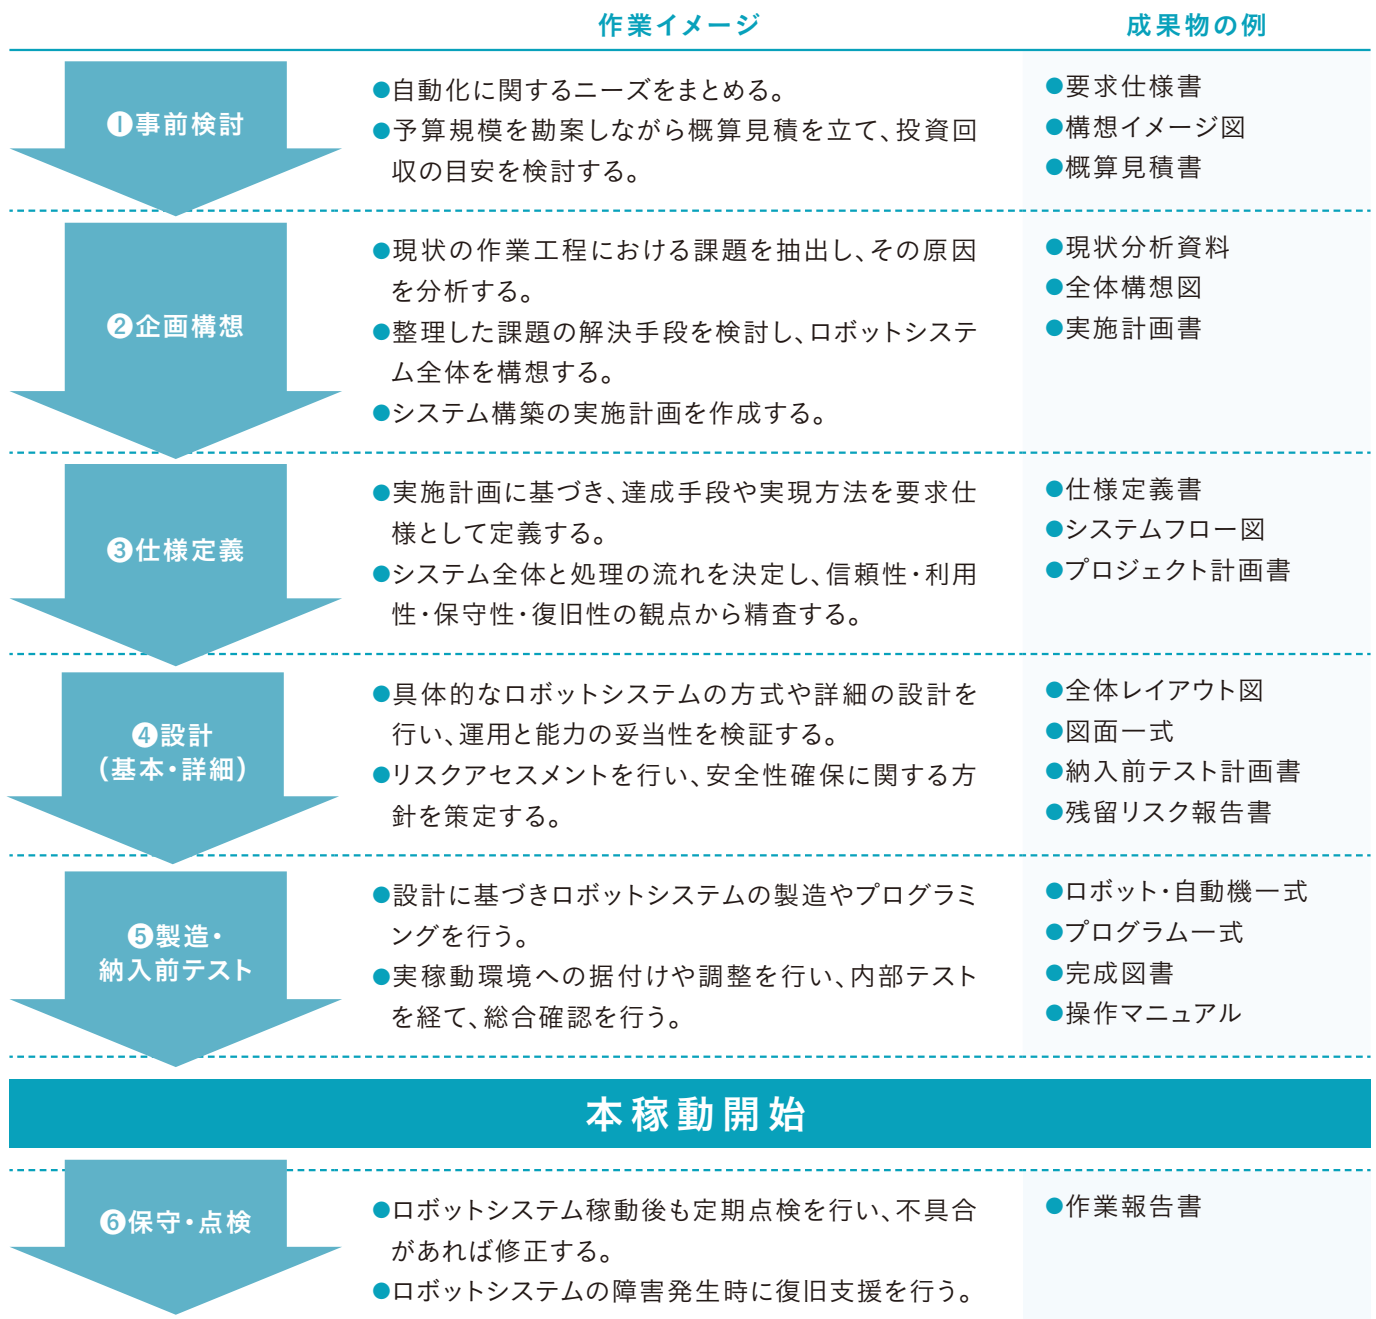 作業イメージ
成果物の例
❶事前検討
●自動化に関するニーズをまとめる。
●予算規模を勘案しながら概算見積を立て、投資回
収の目安を検討する。
●要求仕様書
●構想イメージ図
●概算見積書
❷企画構想
●現状の作業工程における課題を抽出し、その原因
を分析する。
●整理した課題の解決手段を検討し、ロボットシステ
ム全体を構想する。
●システム構築の実施計画を作成する。
●現状分析資料
●全体構想図
●実施計画書
❸仕様定義
●実施計画に基づき、達成手段や実現方法を要求仕
様として定義する。
●システム全体と処理の流れを決定し、信頼性・利用
性・保守性・復旧性の観点から精査する。
●仕様定義書
●システムフロー図
●プロジェクト計画書
❹設計
（基本・詳細）
●具体的なロボットシステムの方式や詳細の設計を
行い、運用と能力の妥当性を検証する。
●リスクアセスメントを行い、安全性確保に関する方
針を策定する。
●全体レイアウト図
●図面一式
●納入前テスト計画書
●残留リスク報告書
❺製造・
納入前テスト
●設計に基づきロボットシステムの製造やプログラミ
ングを行う。
●実稼動環境への据付けや調整を行い、内部テスト
を経て、総合確認を行う。
●ロボット・自動機一式
●プログラム一式
●完成図書
●操作マニュアル
本稼動開始
❻保守・点検
●ロボットシステム稼動後も定期点検を行い、不具合
があれば修正する。
●ロボットシステムの障害発生時に復旧支援を行う。
●作業報告書